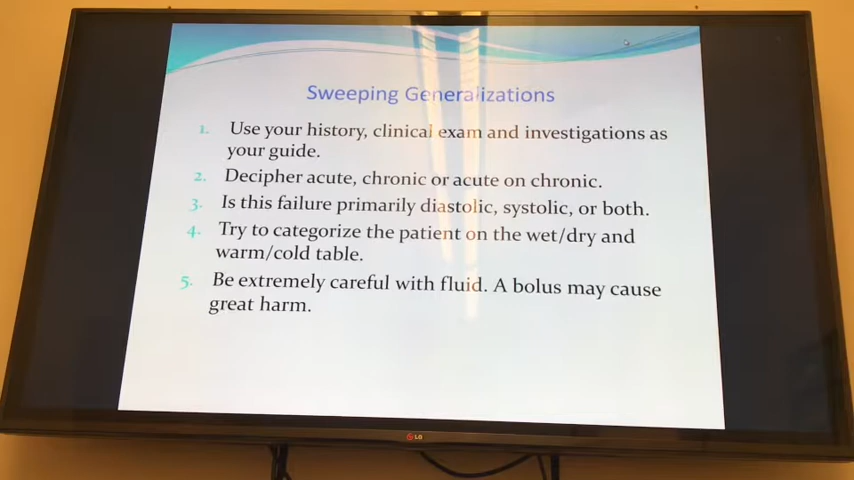 Sweeping Generalizations
1. Use your history, clinical exam and investigations as
your guide.
2. Decipher acute, chronic or acute on chronic.
3. Is this failure primarily diastolic, systolic, or both.
4. Try to categorize the patient on the wet/dry and
warm/cold table.
5. Be extremely careful with fluid. A bolus may cause
great harm.
LG